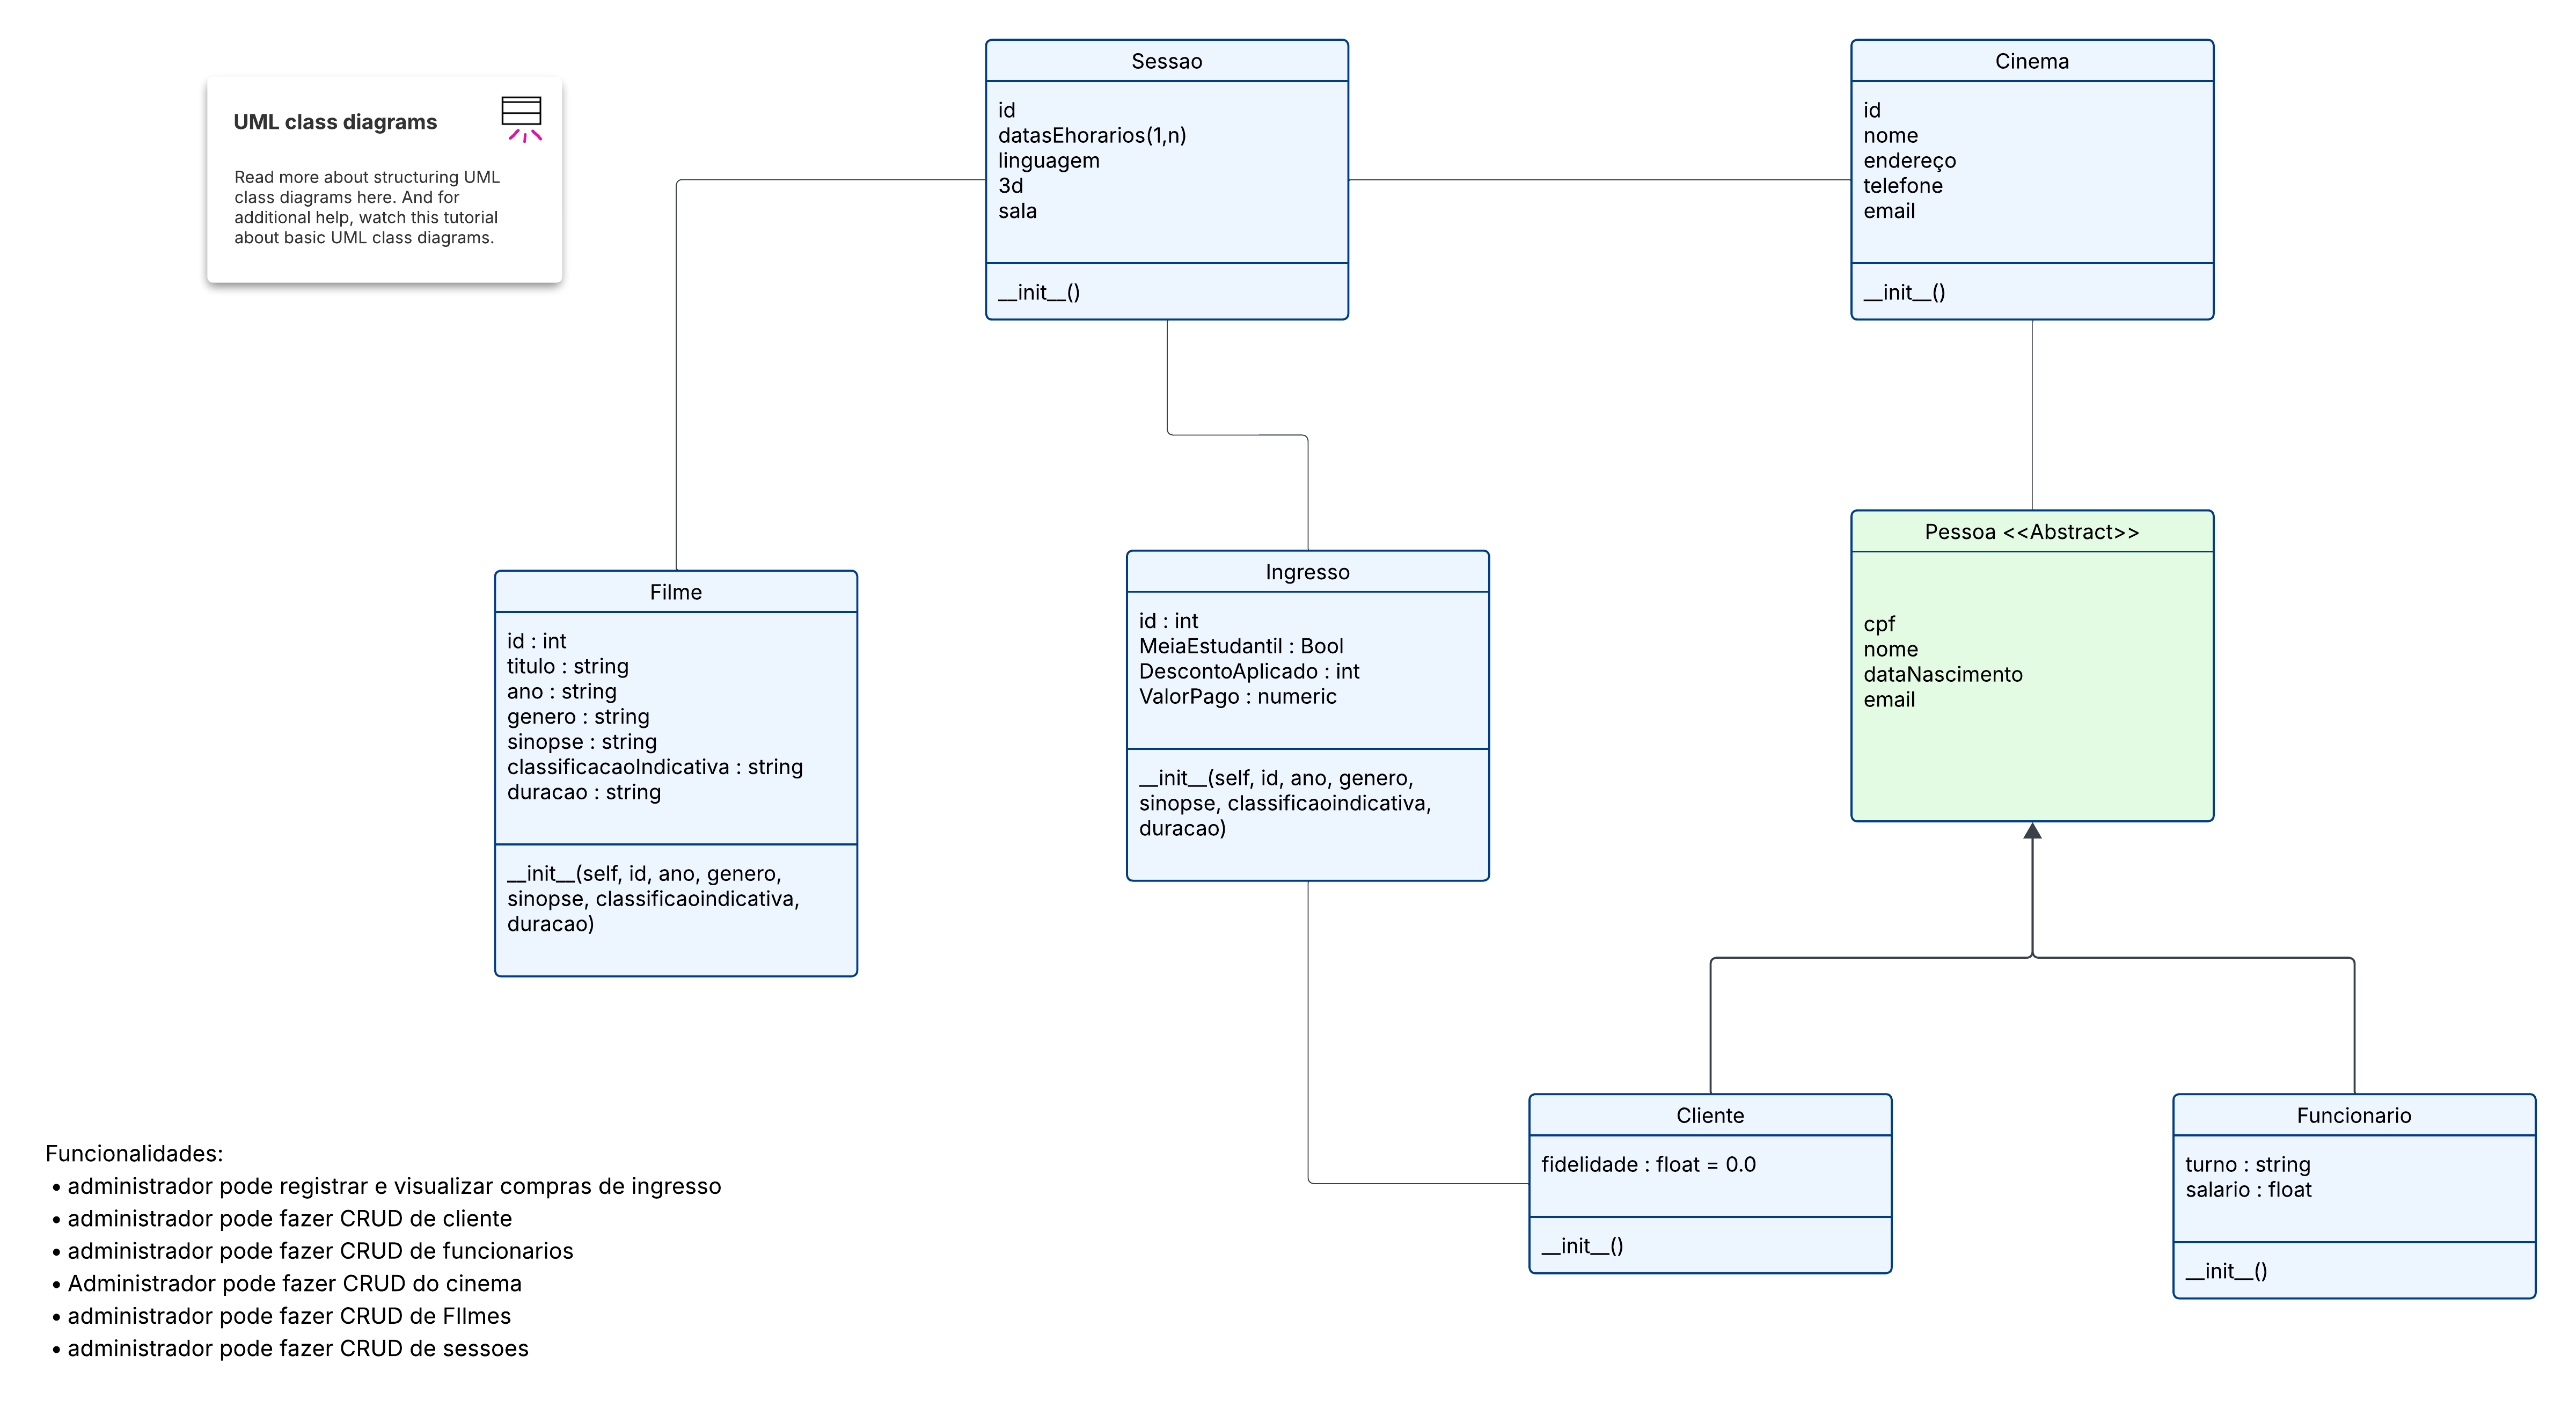 UML class diagrams
Read more about structuring UML
class diagrams here. And for
additional help, watch this tutorial
about basic UML class diagrams.
Sessao
id
datasEhorarios(1,n)
linguagem
3d
sala
__init__()
Cinema
id
nome
endereço
telefone
email
__init__()
Filme
id : int
titulo : string
ano : string
genero : string
sinopse : string
classificacaoIndicativa : string
duracao : string
__init__(self, id, ano, genero,
sinopse, classificaoindicativa,
duracao)
Ingresso
id : int
MeiaEstudantil : Bool
DescontoAplicado : int
ValorPago : numeric
__init__(self, id, ano, genero,
sinopse, classificaoindicativa,
duracao)
Pessoa <<Abstract>>
cpf
nome
dataNascimento
email
Cliente
fidelidade : float = 0.0
__init__()
Funcionario
turno : string
salario : float
__init__()
Funcionalidades:
• administrador pode registrar e visualizar compras de ingresso
• administrador pode fazer CRUD de cliente
• administrador pode fazer CRUD de funcionarios
• Administrador pode fazer CRUD do cinema
• administrador pode fazer CRUD de FIlmes
• administrador pode fazer CRUD de sessoes